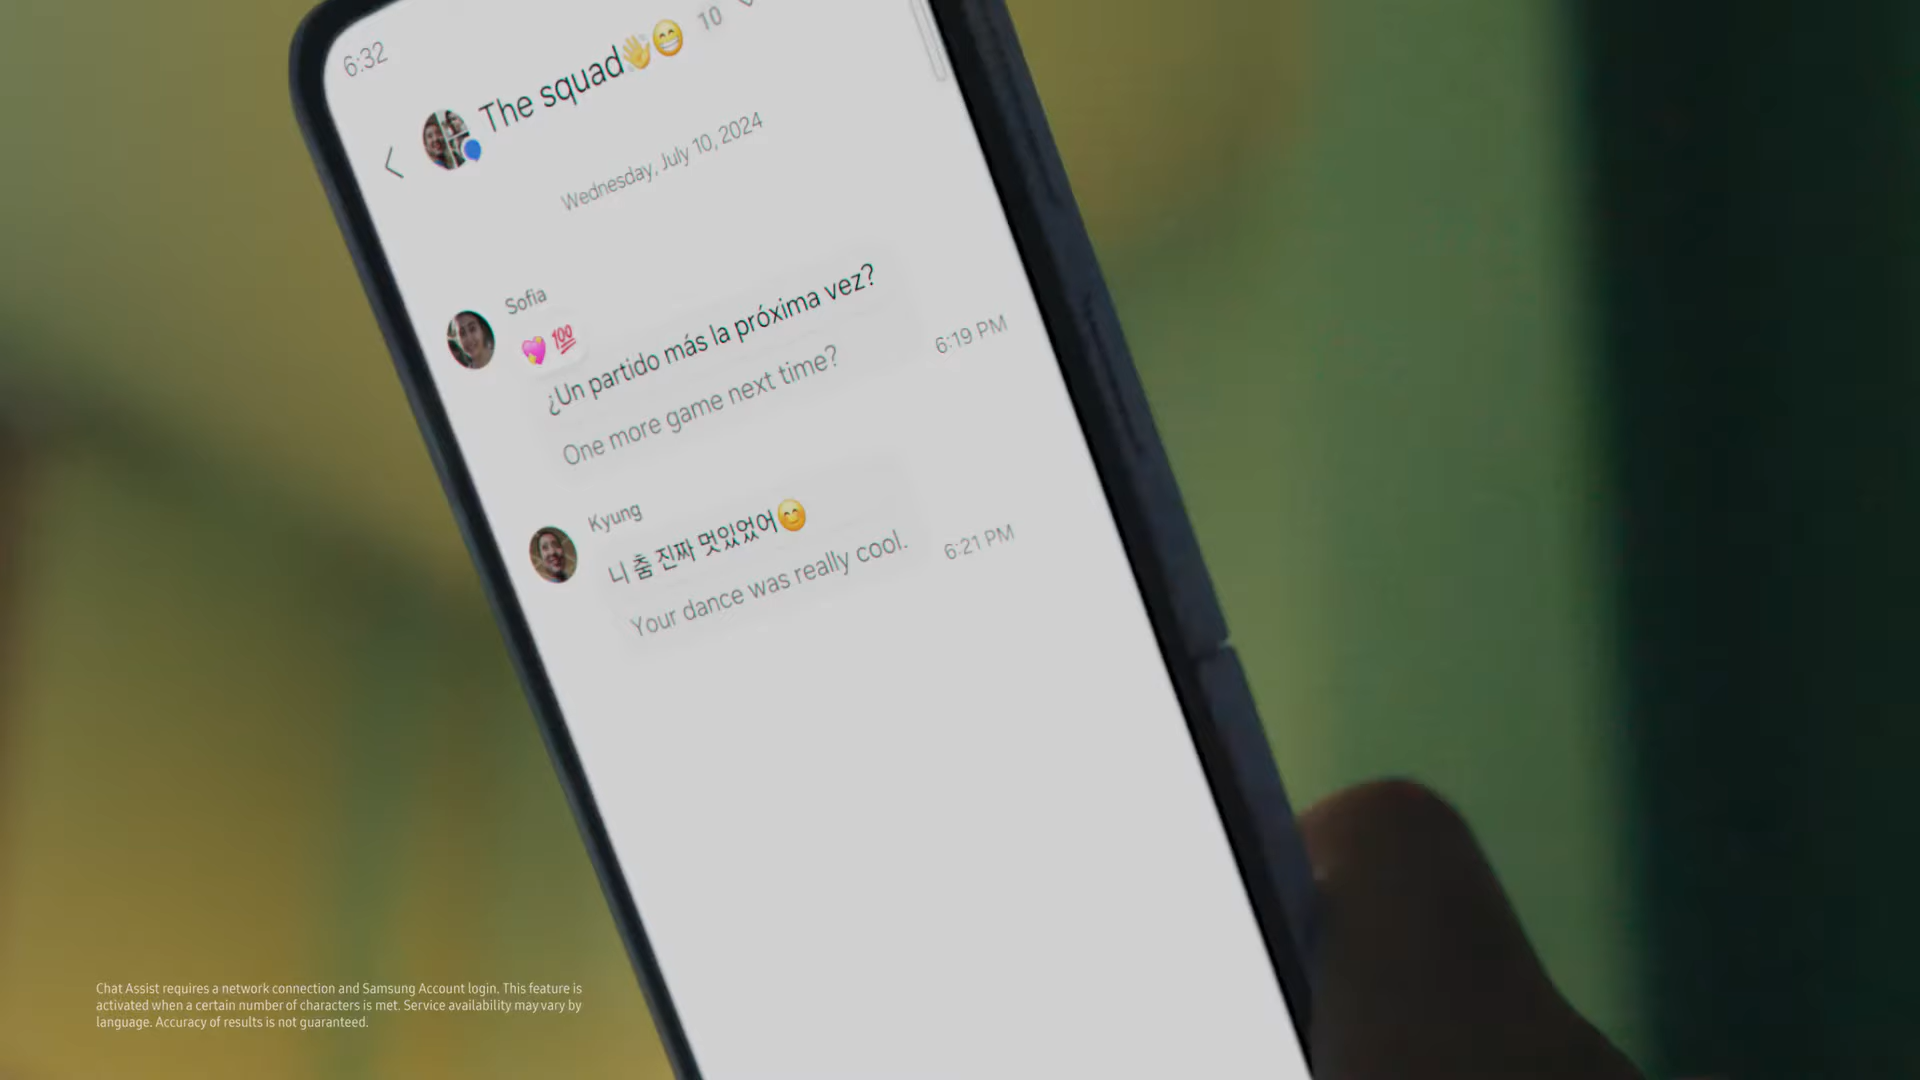 6:32
The squad👋😁 10
Wednesday, July 10, 2024
Sofia
💖 💯
¿Un partido más la próxima vez?
One more game next time?
6:19 PM
Kyung
니 춤 진짜 멋있었어😊
Your dance was really cool.
6:21 PM
Chat Assist requires a network connection and Samsung Account login. This feature is
activated when a certain number of characters is met. Service availability may vary by
language. Accuracy of results is not guaranteed.